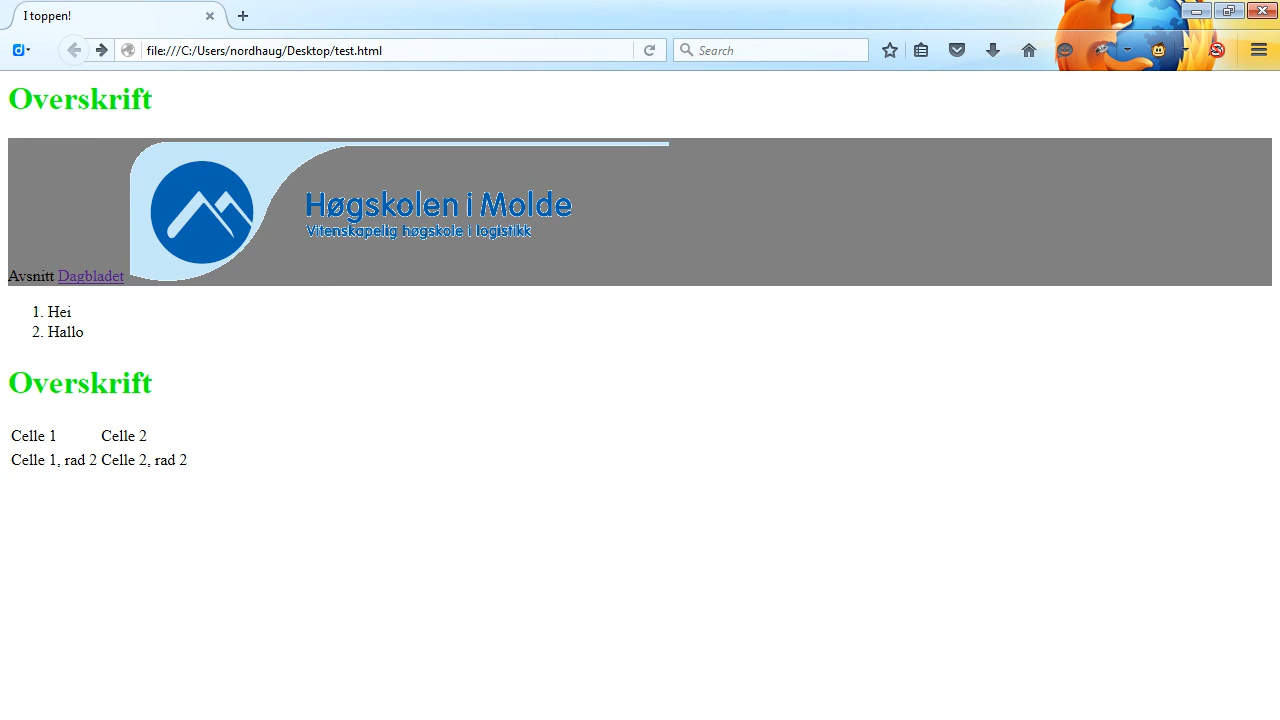 I toppen!
file:///C:/Users/nordhaug/Desktop/test.html
Search
Overskrift
Høgskolen i Molde
Vitenskapelig høgskole i logistikk
Avsnitt Dagbladet
1. Hei
2. Hallo
Overskrift
Celle 1 Celle 2
Celle 1, rad 2 Celle 2, rad 2